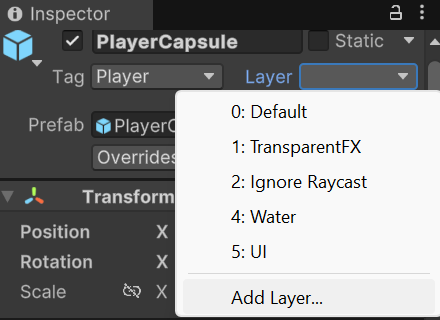 Inspector
PlayerCapsule Static
Tag Player Layer
0: Default
Prefab PlayerC
1: TransparentFX
Overrides
2: Ignore Raycast
Transform
4: Water
Position X
5: UI
Rotation X
Scale X
Add Layer...